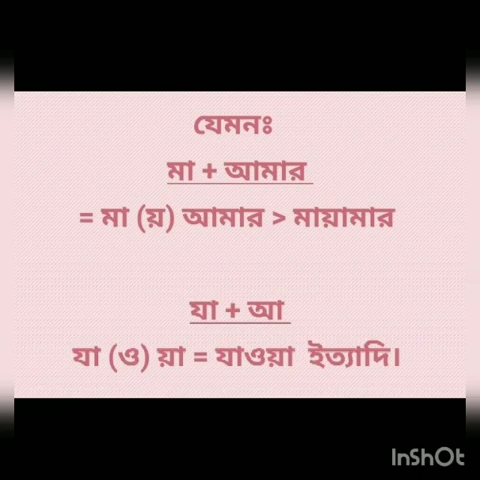 যেমনঃ
মা + আমার
= মা (য়) আমার > মায়ামার
যা + আ
যা (ও) য়া = যাওয়া ইত্যাদি।
InShOt